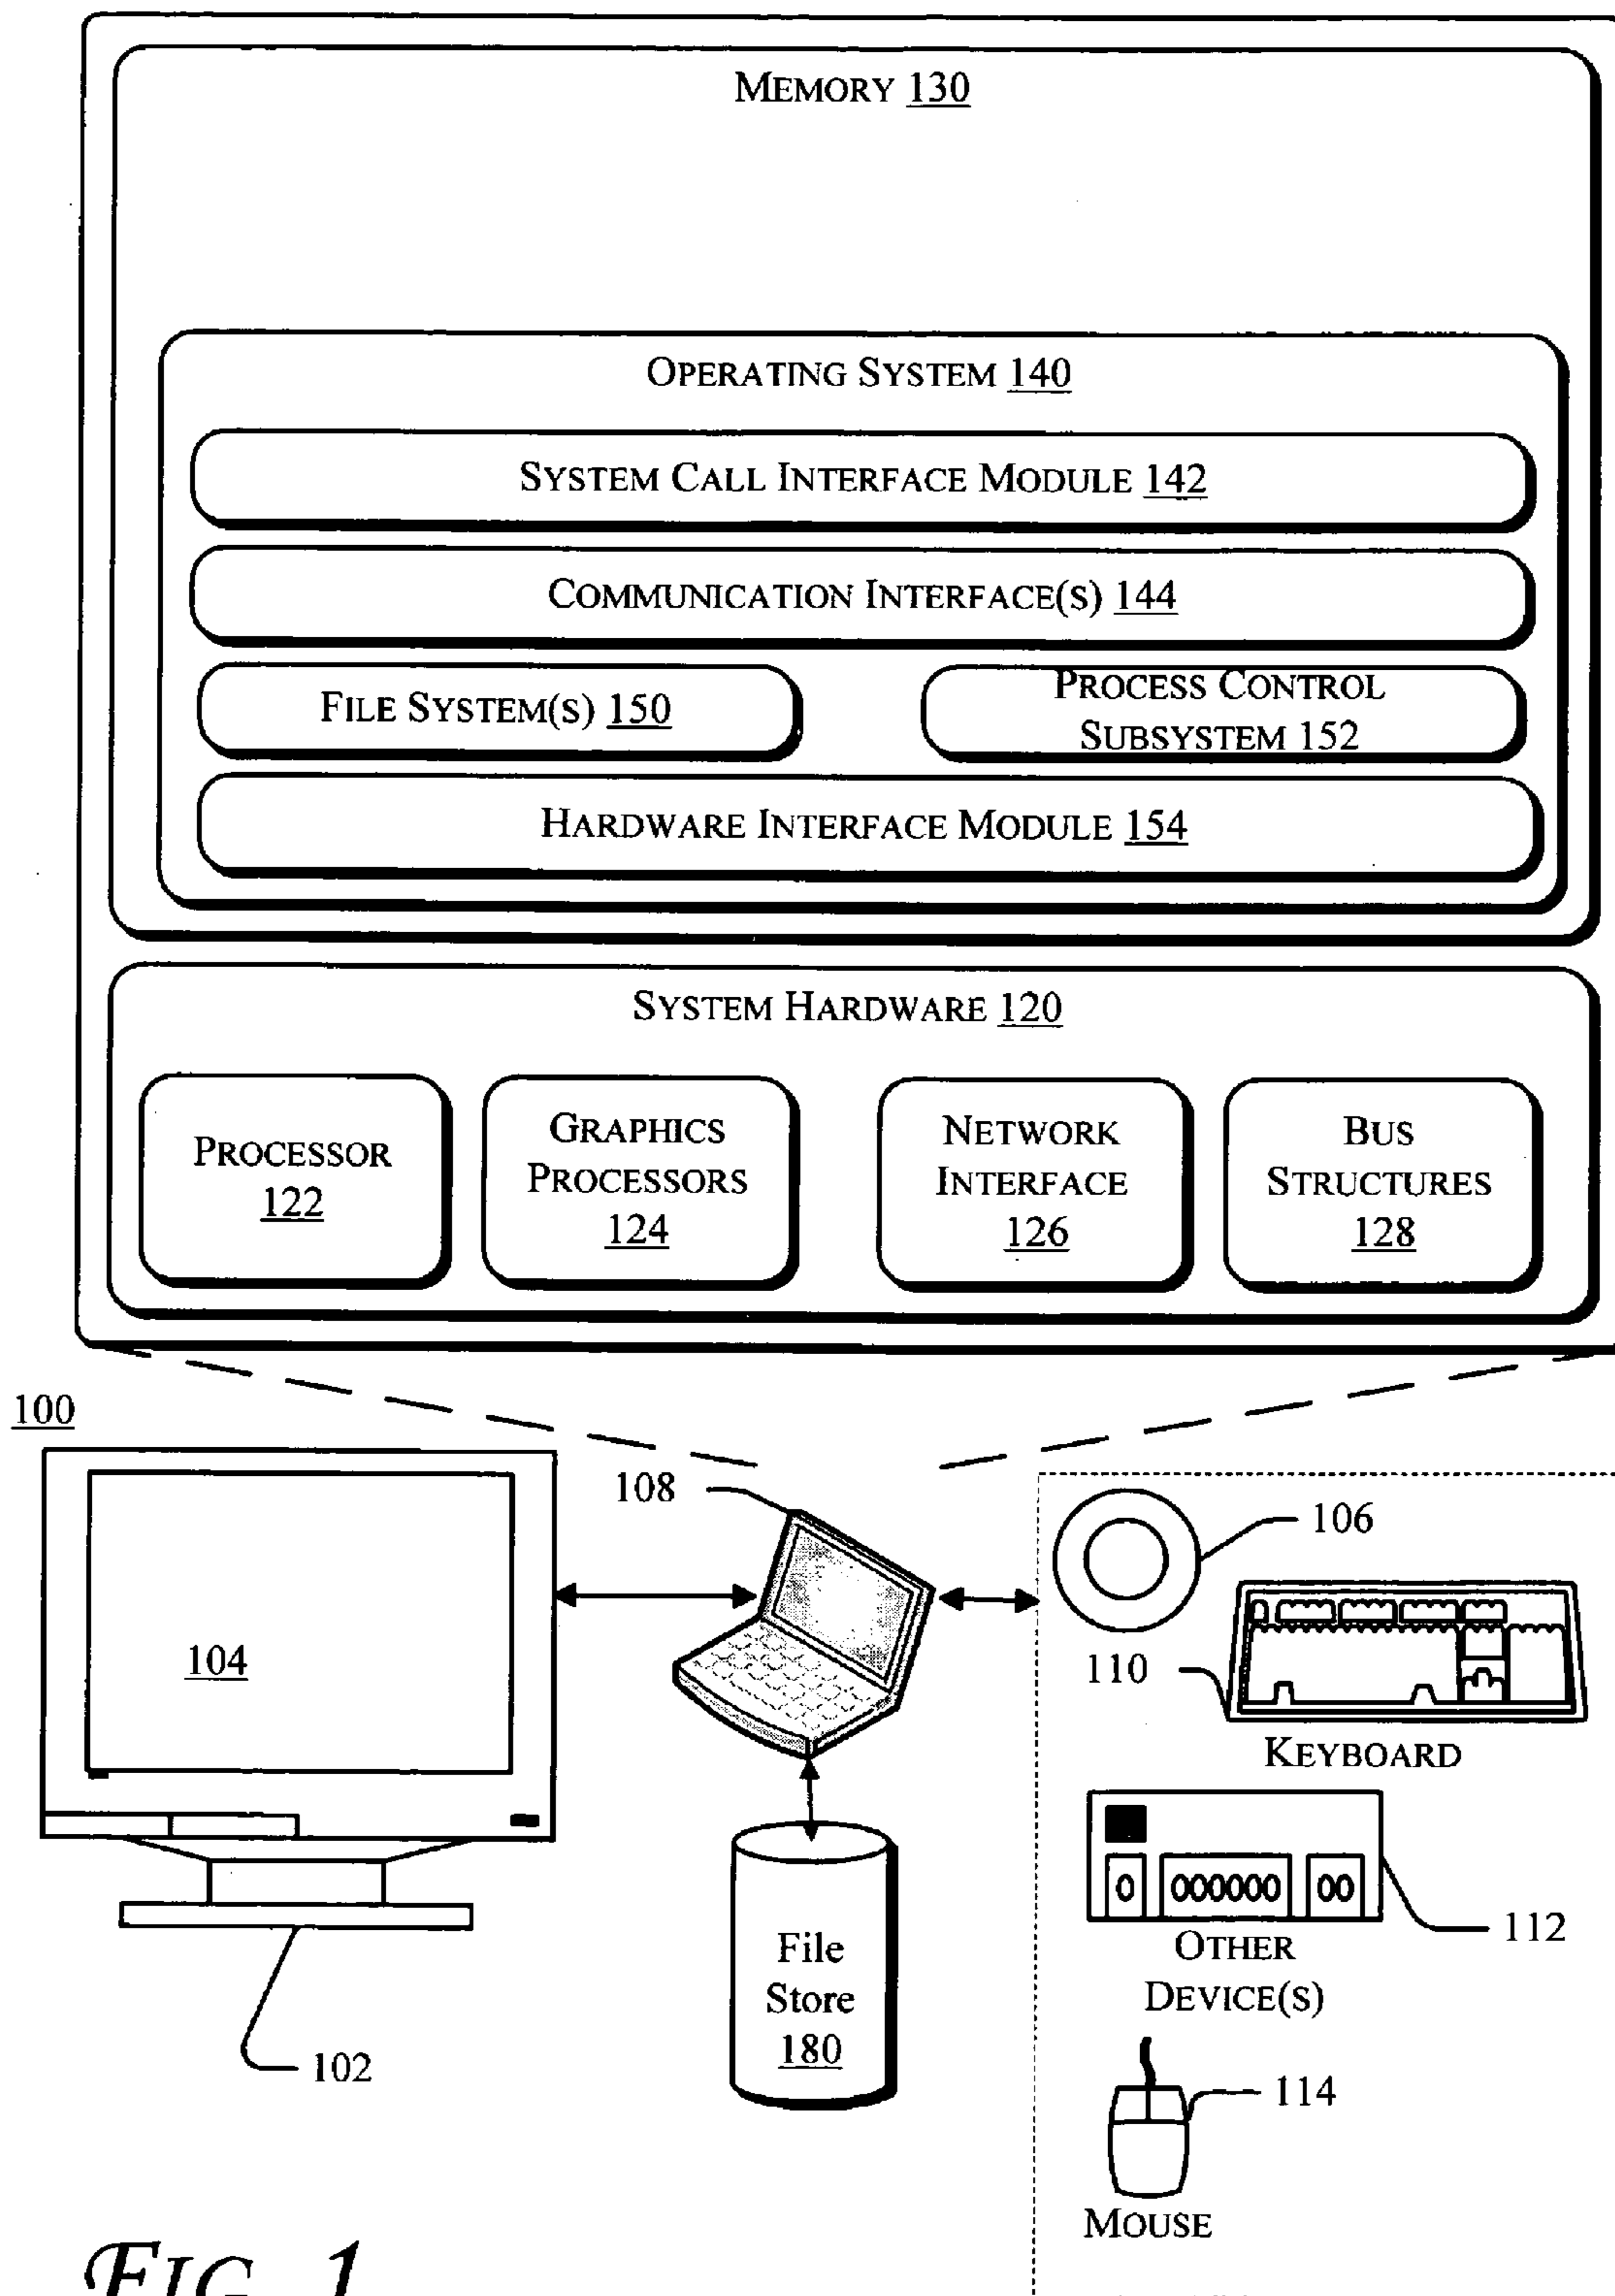 MEMORY 130
OPERATING SYSTEM 140
SYSTEM CALL INTERFACE MODULE 142
COMMUNICATION INTERFACE(S) 144
FILE SYSTEM(S) 150
PROCESS CONTROL
SUBSYSTEM 152
HARDWARE INTERFACE MODULE 154
SYSTEM HARDWARE 120
PROCESSOR
122
GRAPHICS
PROCESSORS
124
NETWORK
INTERFACE
126
BUS
STRUCTURES
128
100
108
106
104
110
KEYBOARD
112
OTHER
DEVICE(S)
File
Store
180
102
114
MOUSE
FIG. 1